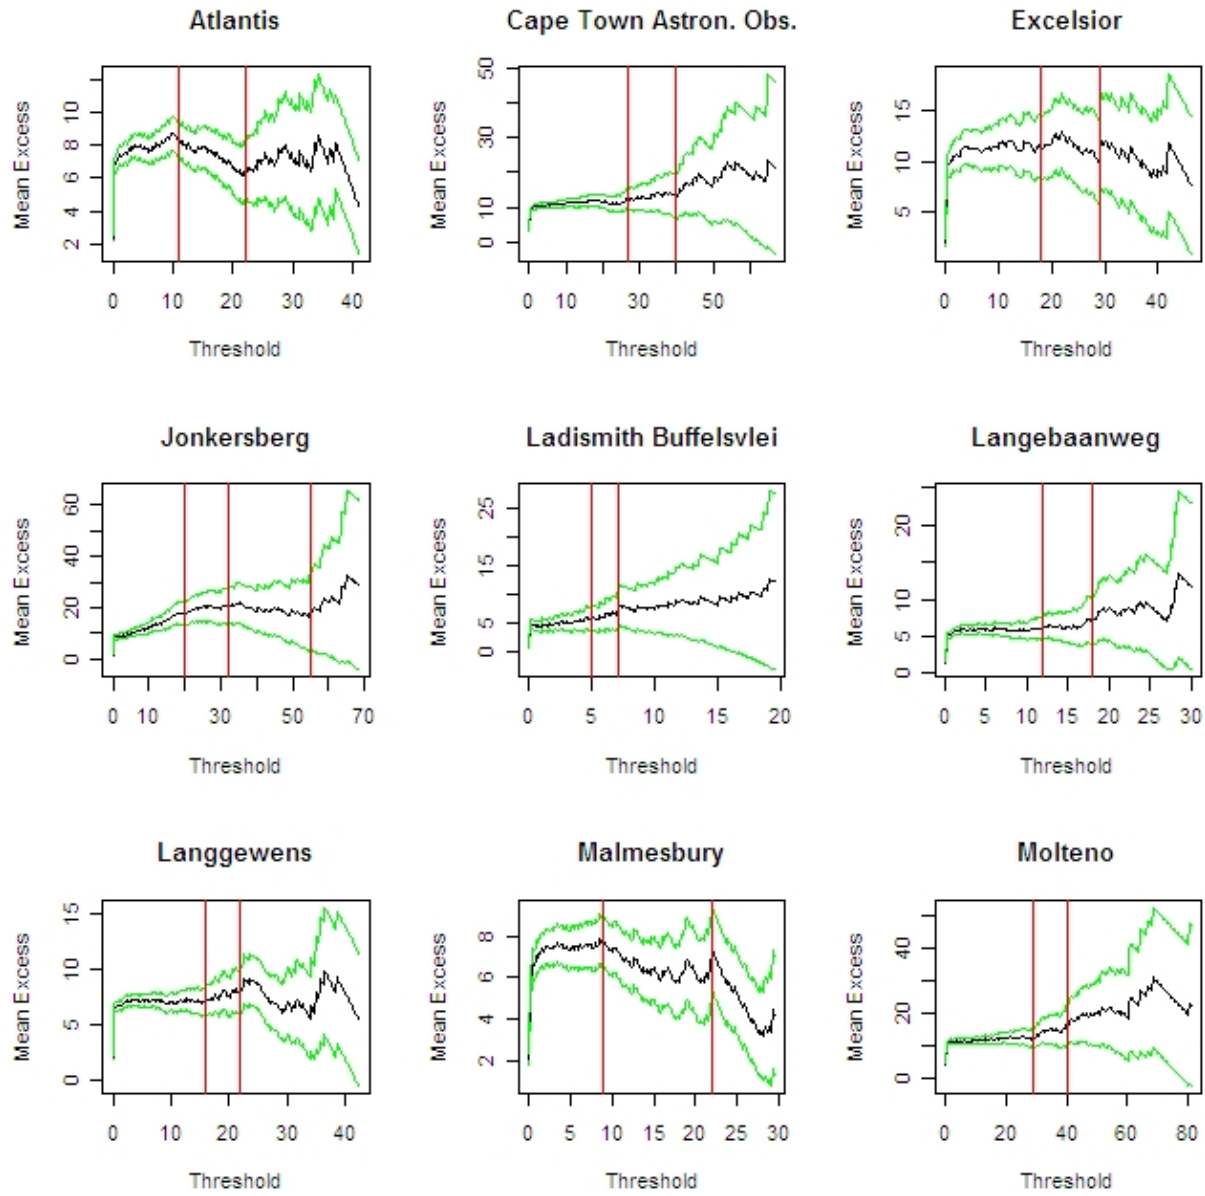 Atlantis
Cape Town Astron. Obs.
Excelsior
Mean Excess
2 4 6 8 10
0 10 20 30 40
Threshold
Mean Excess
0 10 30 50
0 10 30 50
Threshold
Mean Excess
5 10 15
0 10 20 30 40
Threshold
Jonkersberg
Ladismith Buffelsvlei
Langebaanweg
Mean Excess
0 20 40 60
0 10 30 50 70
Threshold
Mean Excess
0 5 15 25
0 5 10 15 20
Threshold
Mean Excess
0 5 10 20
0 5 10 15 20 25 30
Threshold
Langgewens
Malmesbury
Molteno
Mean Excess
0 5 10 15
0 10 20 30 40
Threshold
Mean Excess
2 4 6 8
0 5 10 15 20 25 30
Threshold
Mean Excess
0 20 40
0 20 40 60 80
Threshold